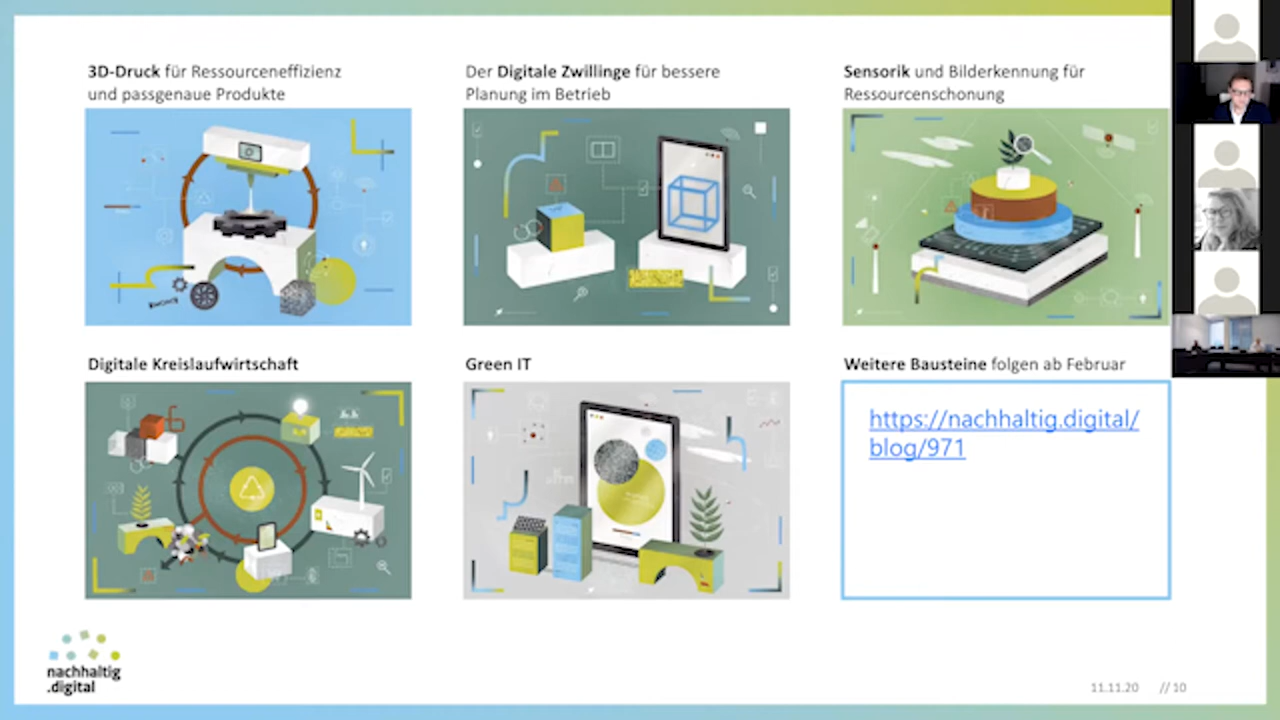 3D-Druck für Ressourceneffizienz
und passgenaue Produkte
Der Digitale Zwillinge für bessere
Planung im Betrieb
Sensorik und Bilderkennung für
Ressourcenschonung
Digitale Kreislaufwirtschaft
Green IT
Weitere Bausteine folgen ab Februar
https://nachhaltig.digital/
blog/971
nachhaltig
.digital
11.11.20 // 10